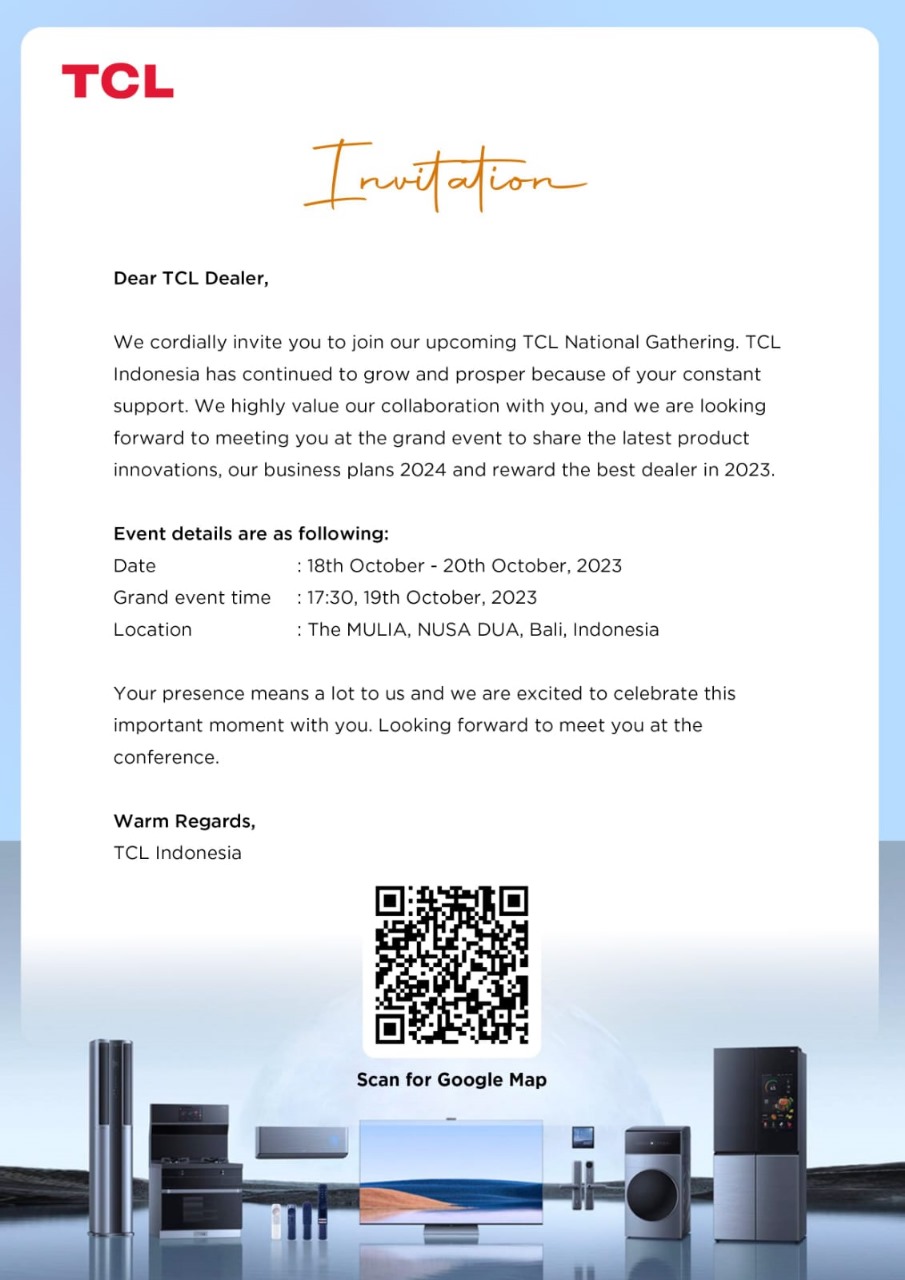 TCL
Invitation
Dear TCL Dealer,
We cordially invite you to join our upcoming TCL National Gathering. TCL
Indonesia has continued to grow and prosper because of your constant
support. We highly value our collaboration with you, and we are looking
forward to meeting you at the grand event to share the latest product
innovations, our business plans 2024 and reward the best dealer in 2023.
Event details are as following:
Date : 18th October - 20th October, 2023
Grand event time : 17:30, 19th October, 2023
Location : The MULIA, NUSA DUA, Bali, Indonesia
Your presence means a lot to us and we are excited to celebrate this
important moment with you. Looking forward to meet you at the
conference.
Warm Regards,
TCL Indonesia
Scan for Google Map